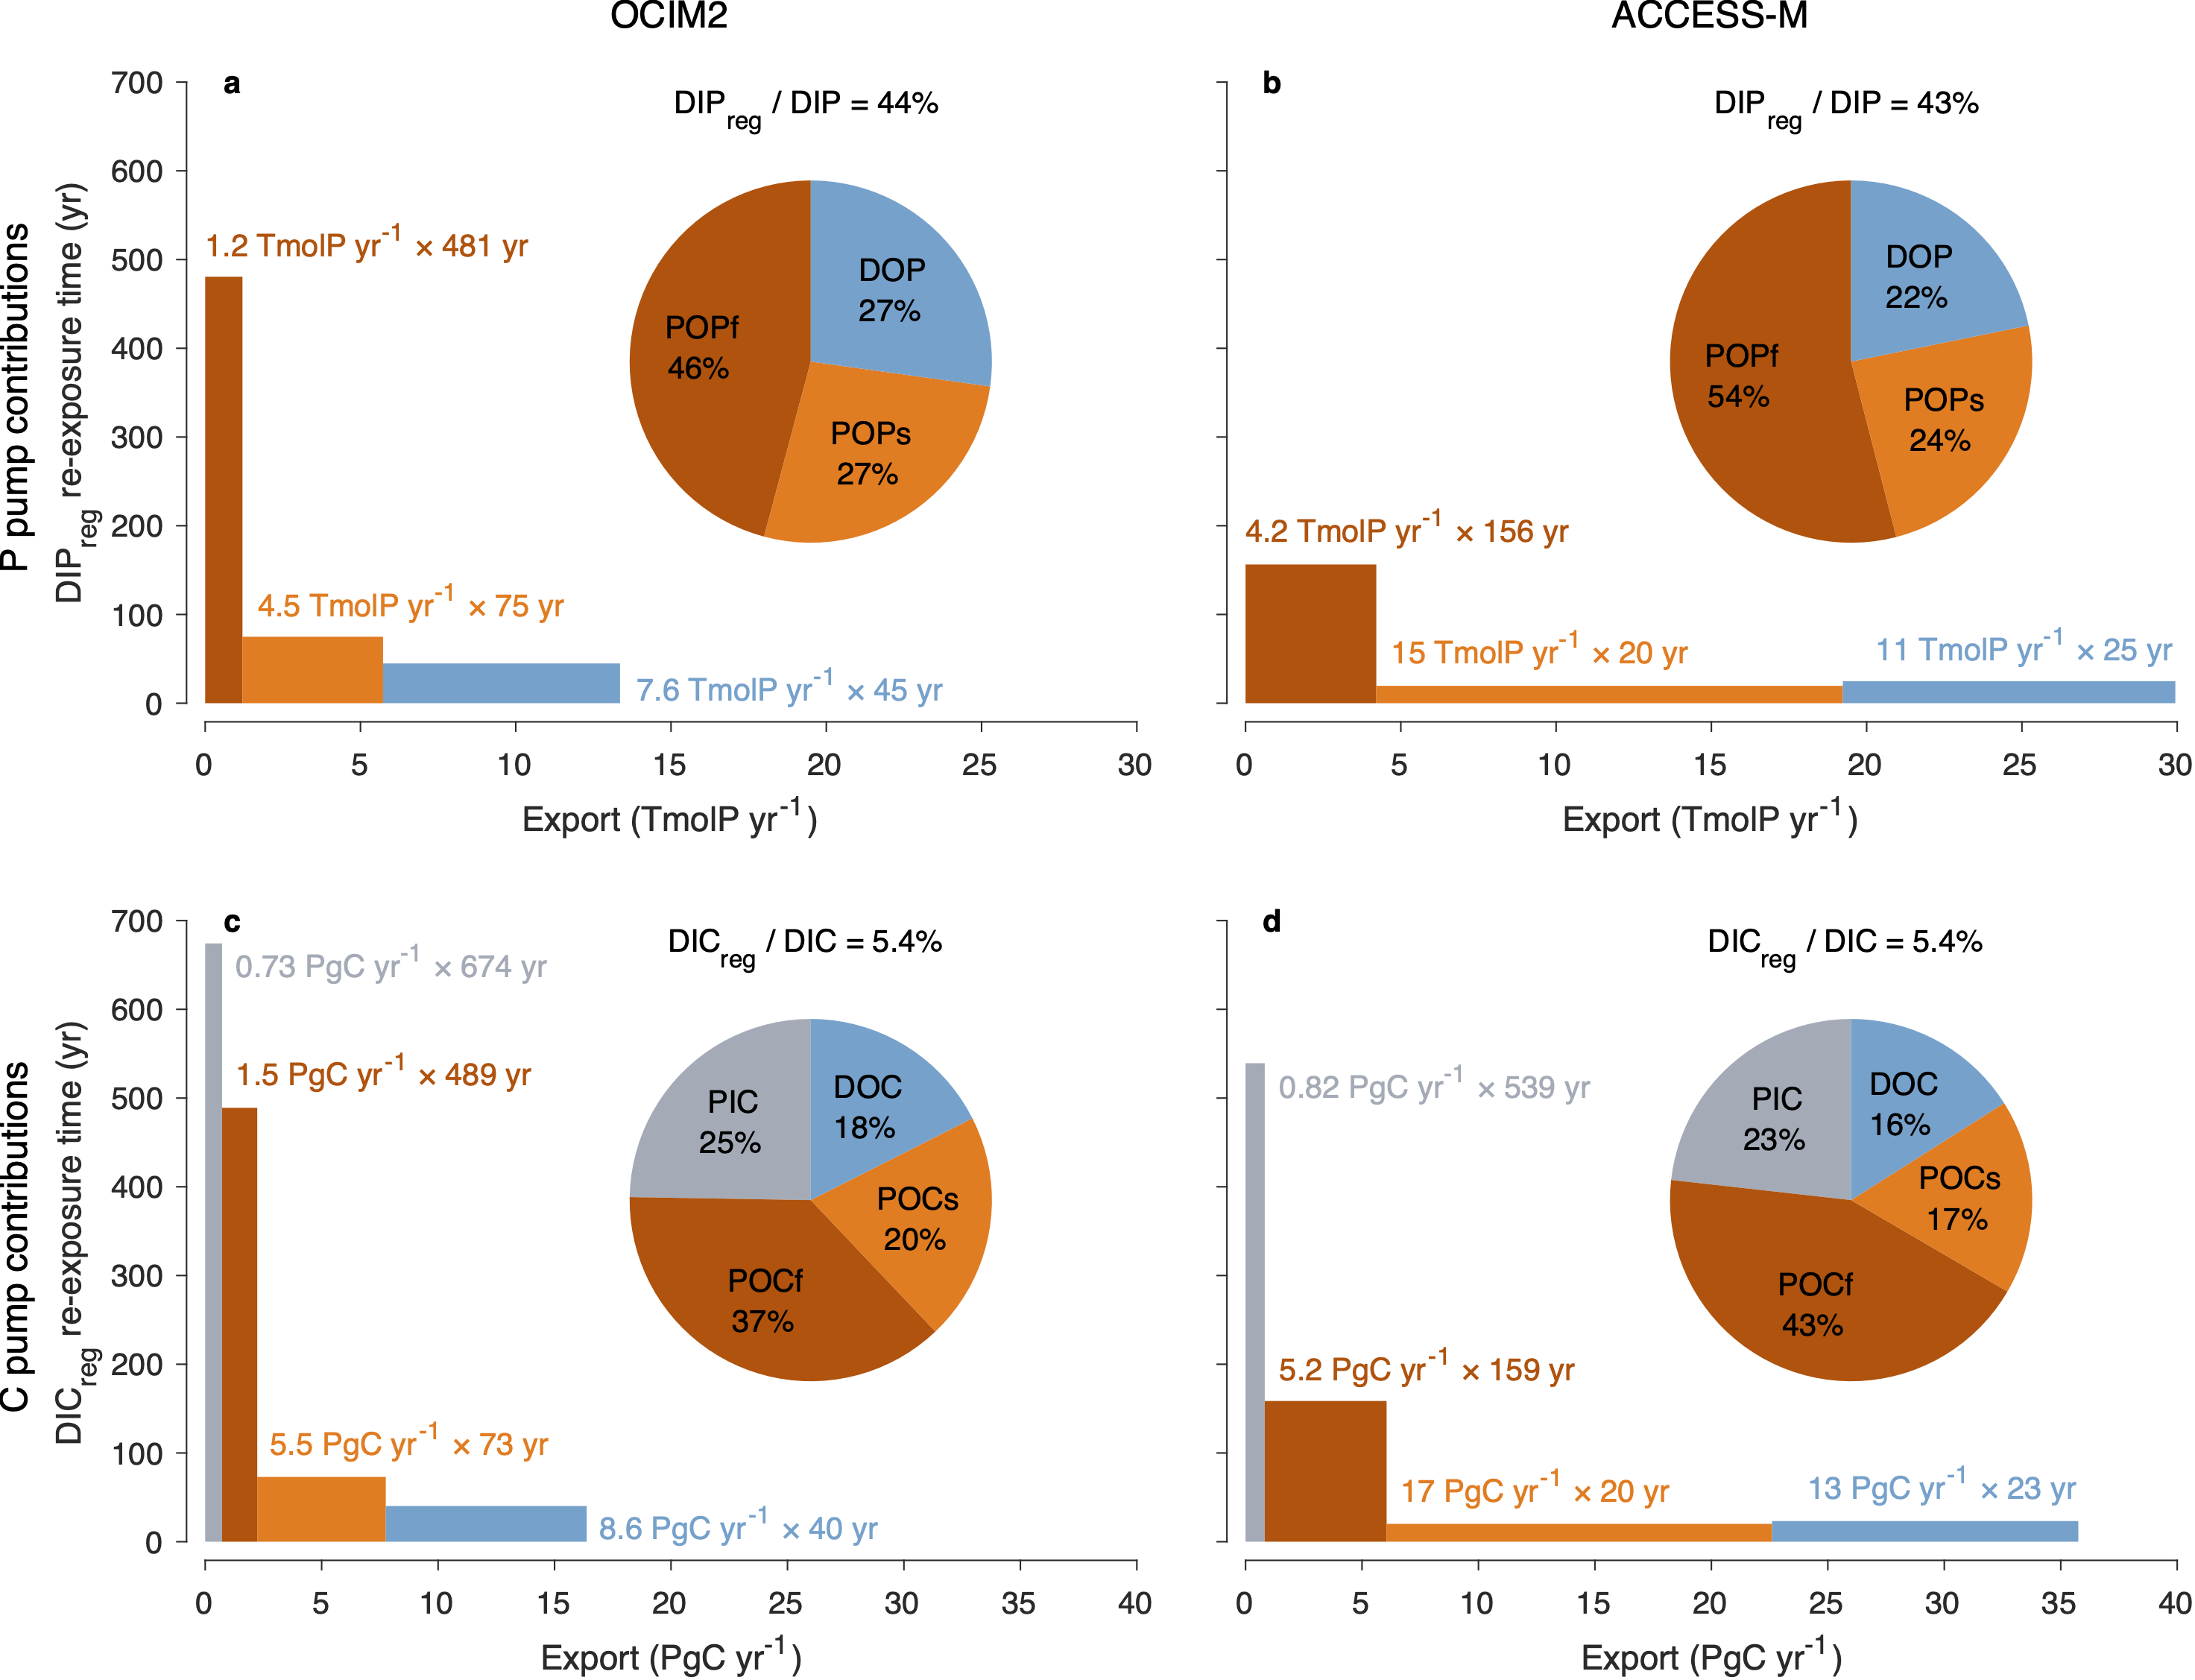 OCIM2
ACCESS-M
P pump contributions
DIPreg re-exposure time (yr)
700
600
500
400
300
200
100
0
a
DIPreg / DIP = 44%
1.2 TmolP yr-1 × 481 yr
4.5 TmolP yr-1 × 75 yr
7.6 TmolP yr-1 × 45 yr
DOP
27%
POPf
46%
POPs
27%
0 5 10 15 20 25 30
Export (TmolP yr-1)
b
DIPreg / DIP = 43%
DOP
22%
POPf
54%
POPs
24%
4.2 TmolP yr-1 × 156 yr
15 TmolP yr-1 × 20 yr
11 TmolP yr-1 × 25 yr
0 5 10 15 20 25 30
Export (TmolP yr-1)
C pump contributions
DICreg re-exposure time (yr)
700
600
500
400
300
200
100
0
c
DICreg / DIC = 5.4%
0.73 PgC yr-1 × 674 yr
1.5 PgC yr-1 × 489 yr
5.5 PgC yr-1 × 73 yr
8.6 PgC yr-1 × 40 yr
PIC
25%
DOC
18%
POCs
20%
POCf
37%
0 5 10 15 20 25 30 35 40
Export (PgC yr-1)
d
DICreg / DIC = 5.4%
0.82 PgC yr-1 × 539 yr
PIC
23%
DOC
16%
POCs
17%
POCf
43%
5.2 PgC yr-1 × 159 yr
17 PgC yr-1 × 20 yr
13 PgC yr-1 × 23 yr
0 5 10 15 20 25 30 35 40
Export (PgC yr-1)